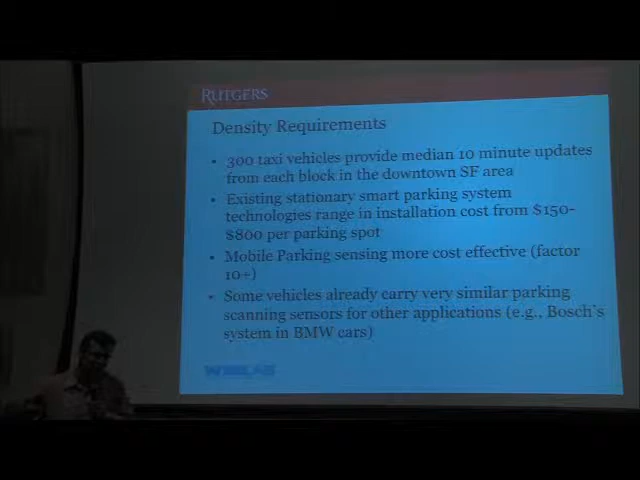 RUTGERS
Density Requirements
• 300 taxi vehicles provide median 10 minute updates
from each block in the downtown SF area
• Existing stationary smart parking system
technologies range in installation cost from $150-
$800 per parking spot
• Mobile Parking sensing more cost effective (factor
10+)
• Some vehicles already carry very similar parking
scanning sensors for other applications (e.g., Bosch's
system in BMW cars)
WINLAB